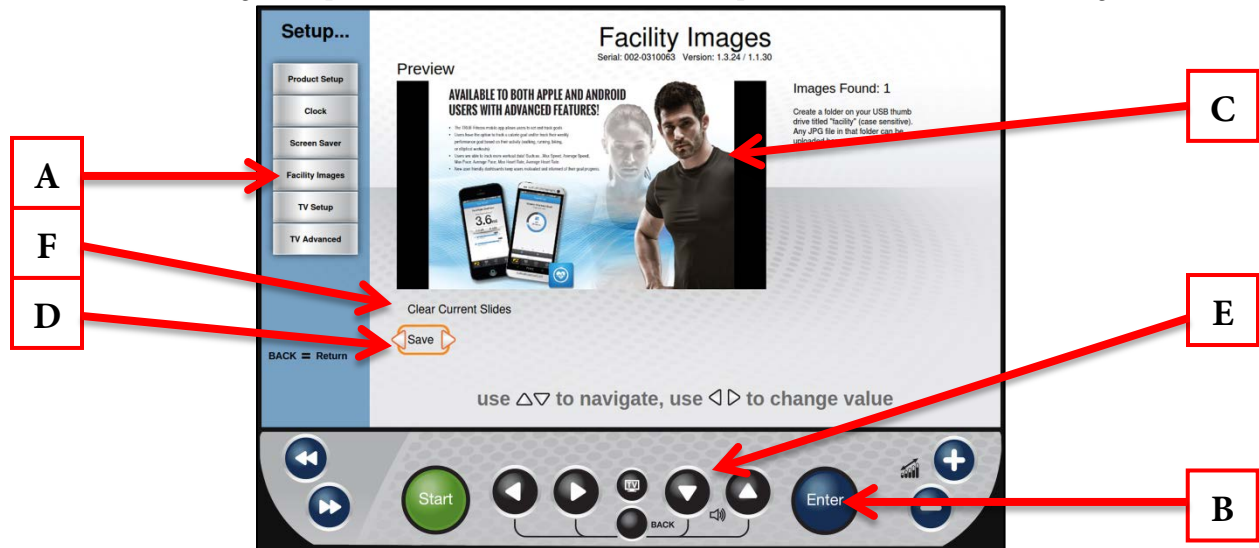 Setup...
Facility Images
Serial: 002-0310063 Version: 1.3.24 / 1.1.30
Product Setup
Clock
Screen Saver
Facility Images
TV Setup
TV Advanced
BACK = Return
Preview
AVAILABLE TO BOTH APPLE AND ANDROID
USERS WITH ADVANCED FEATURES!
3.6
Images Found: 1
Create a folder on your USB thumb
drive titled "facility" (case sensitive).
Any JPG file in that folder can be
Clear Current Slides
Save
use △▽ to navigate, use ◁ ▷ to change value
Start
TV
BACK
Enter
A
F
D
C
E
B